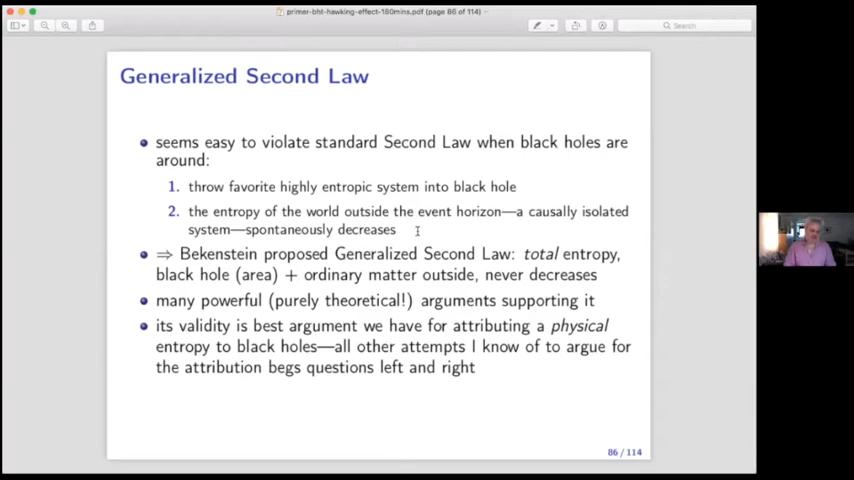 primer-bht-hawking-effect-180mins.pdf (page 86 of 114)
Search
Generalized Second Law
seems easy to violate standard Second Law when black holes are
around:
1. throw favorite highly entropic system into black hole
2. the entropy of the world outside the event horizon—a causally isolated
system—spontaneously decreases
⇒ Bekenstein proposed Generalized Second Law: total entropy,
black hole (area) + ordinary matter outside, never decreases
many powerful (purely theoretical!) arguments supporting it
its validity is best argument we have for attributing a physical
entropy to black holes—all other attempts I know of to argue for
the attribution begs questions left and right
86 / 114